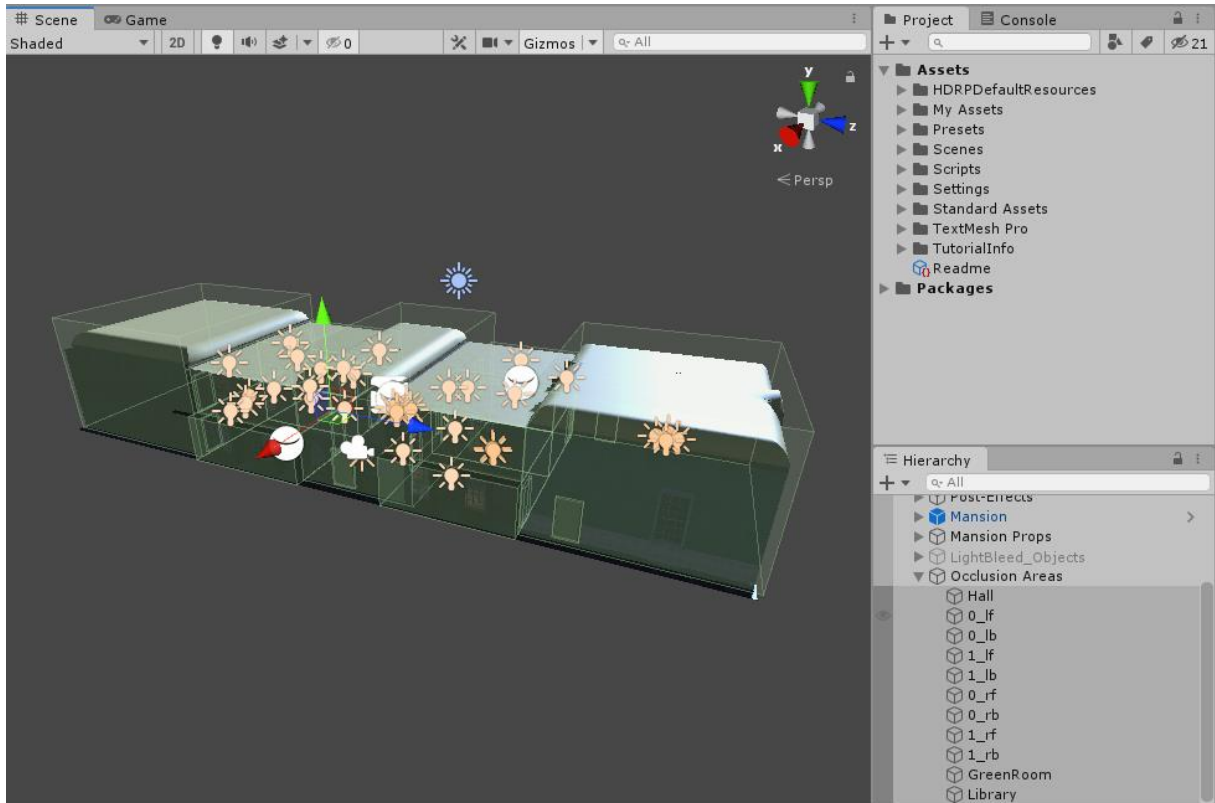 Scene Game
Shaded 2D 0 Gizmos All
y
z
x
Persp
Project Console
21
Assets
HDRPDefaultResources
My Assets
Presets
Scenes
Scripts
Settings
Standard Assets
TextMesh Pro
TutorialInfo
Readme
Packages
Hierarchy
All
Post-Effects
Mansion
Mansion Props
LightBleed_Objects
Occlusion Areas
Hall
0_lf
0_lb
1_lf
1_lb
0_rf
0_rb
1_rf
1_rb
GreenRoom
Library